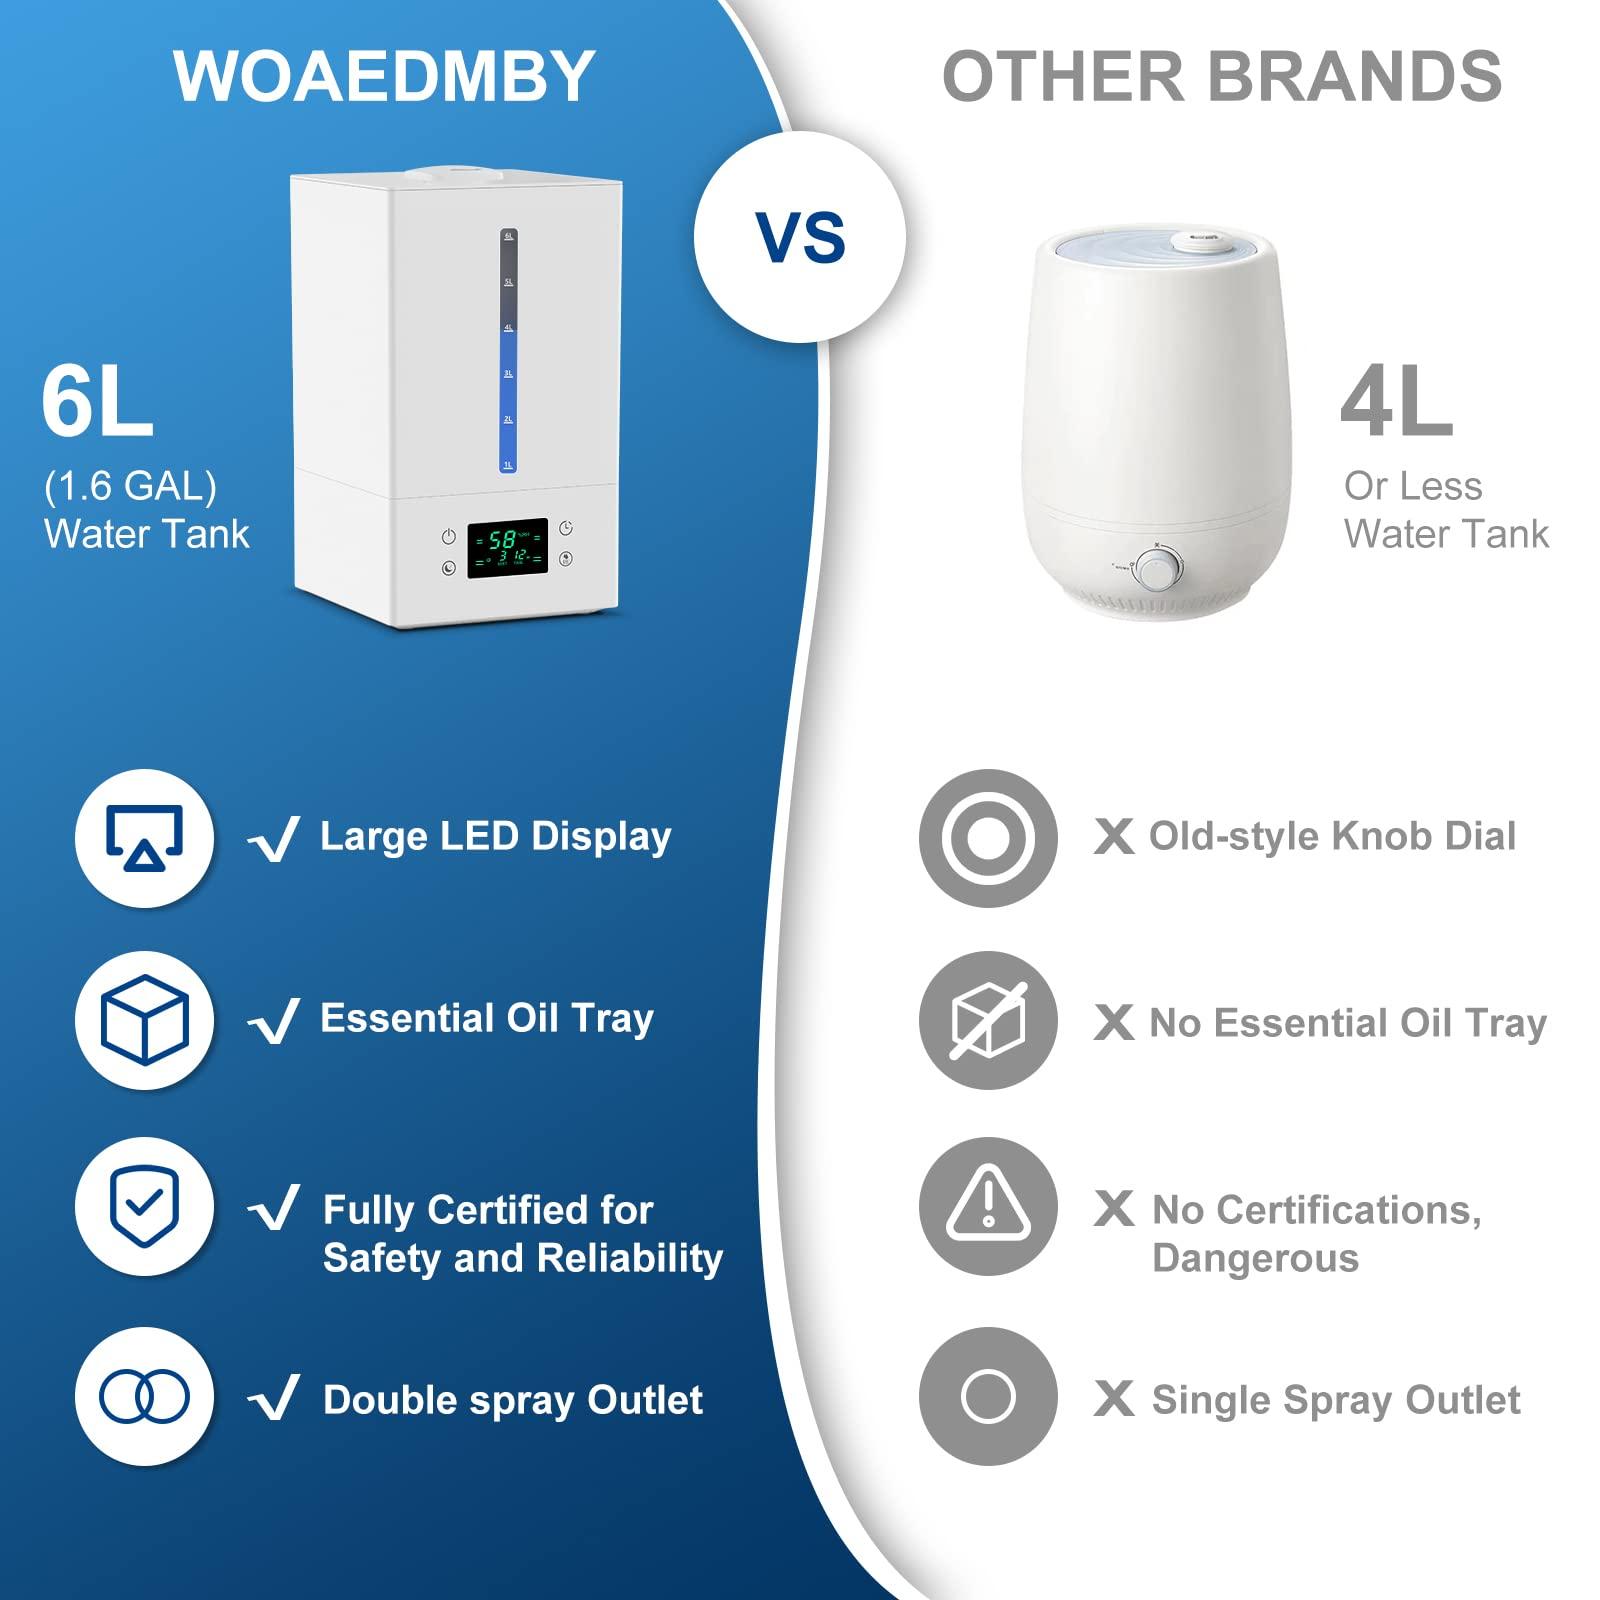 WOAEDMBY
OTHER BRANDS
VS
6L
(1.6 GAL)
Water Tank
6L
5L
4L
3L
2L
1L
58
3 12
4L
Or Less
Water Tank
Large LED Display
Old-style Knob Dial
Essential Oil Tray
No Essential Oil Tray
Fully Certified for
Safety and Reliability
No Certifications,
Dangerous
Double spray Outlet
Single Spray Outlet